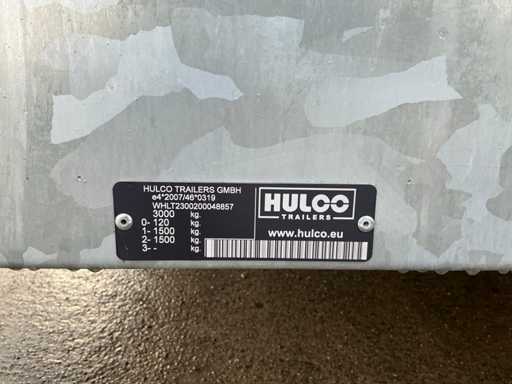 HULCO TRAILERS GMBH
e4*2007/46*0319
WHLT2300200048857
3000 kg.
0- 120 kg.
1- 1500 kg.
2- 1500 kg.
3- - kg.
HULCO
TRAILERS
www.hulco.eu